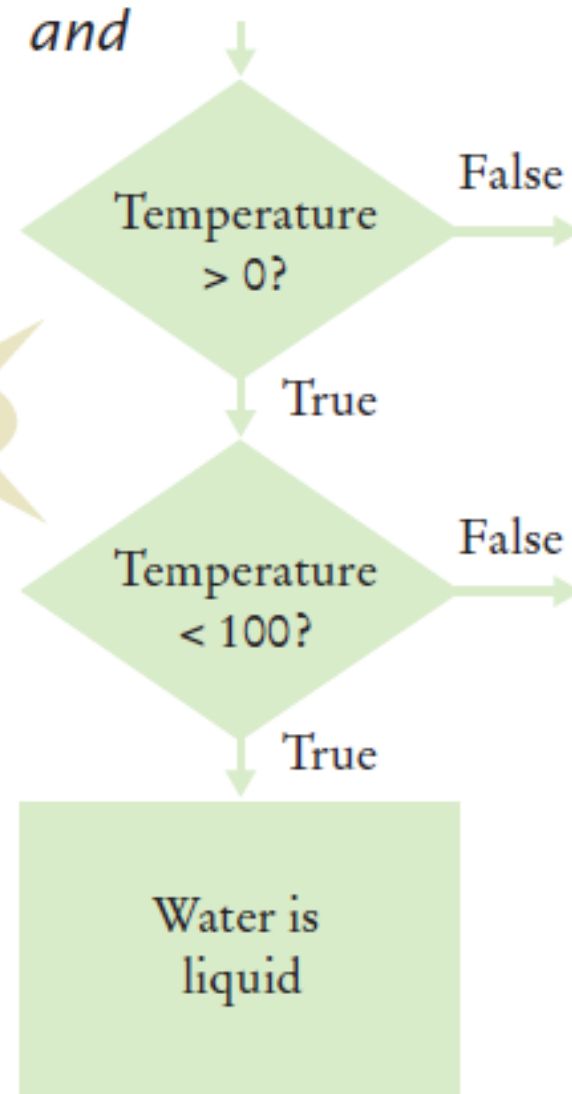 and
False
Temperature
> 0?
True
False
Temperature
< 100?
True
Water is
liquid